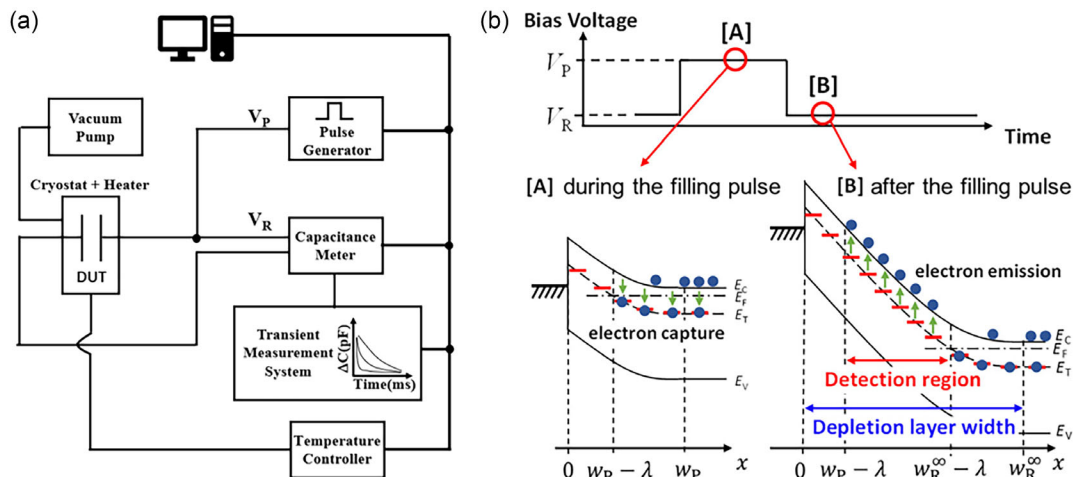 (a)
Vacuum
Pump
Cryostat + Heater
DUT
V_P
Pulse
Generator
V_R
Capacitance
Meter
Transient
Measurement
System
ΔC(pF)
Time(ms)
Temperature
Controller
(b)
Bias Voltage
[A]
V_P
[B]
V_R
Time
[A] during the filling pulse
[B] after the filling pulse
electron capture
E_C
E_F
E_T
E_V
0 w_P − λ w_P x
electron emission
E_C
E_F
E_T
Detection region
Depletion layer width
E_V
0 w_P − λ w_R^∞ − λ w_R^∞ x